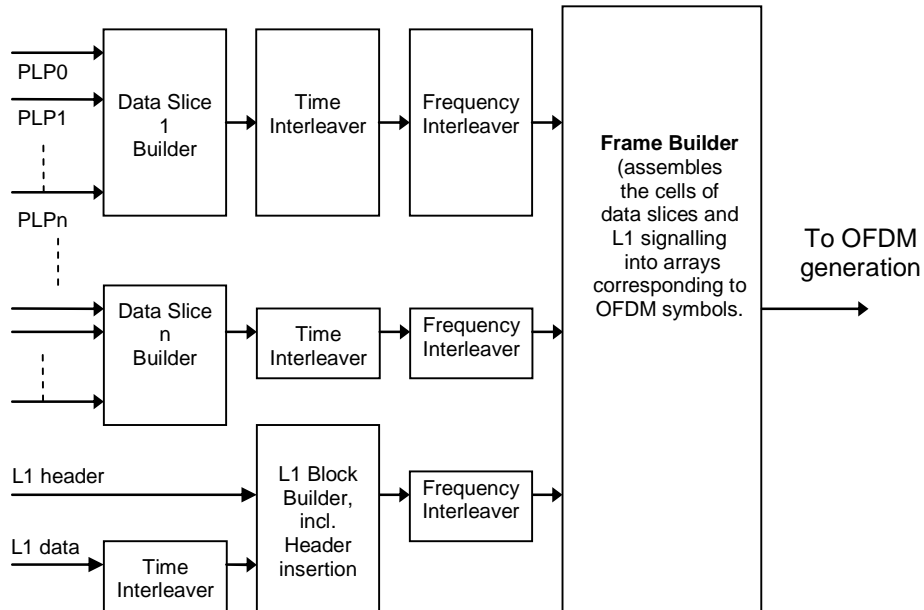 PLP0
PLP1
PLPn
Data Slice
1
Builder
Time
Interleaver
Frequency
Interleaver
Frame Builder
(assembles
the cells of
data slices and
L1 signalling
into arrays
corresponding to
OFDM symbols.
To OFDM
generation
Data Slice
n
Builder
Time
Interleaver
Frequency
Interleaver
L1 header
L1 data
Time
Interleaver
L1 Block
Builder,
incl.
Header
insertion
Frequency
Interleaver